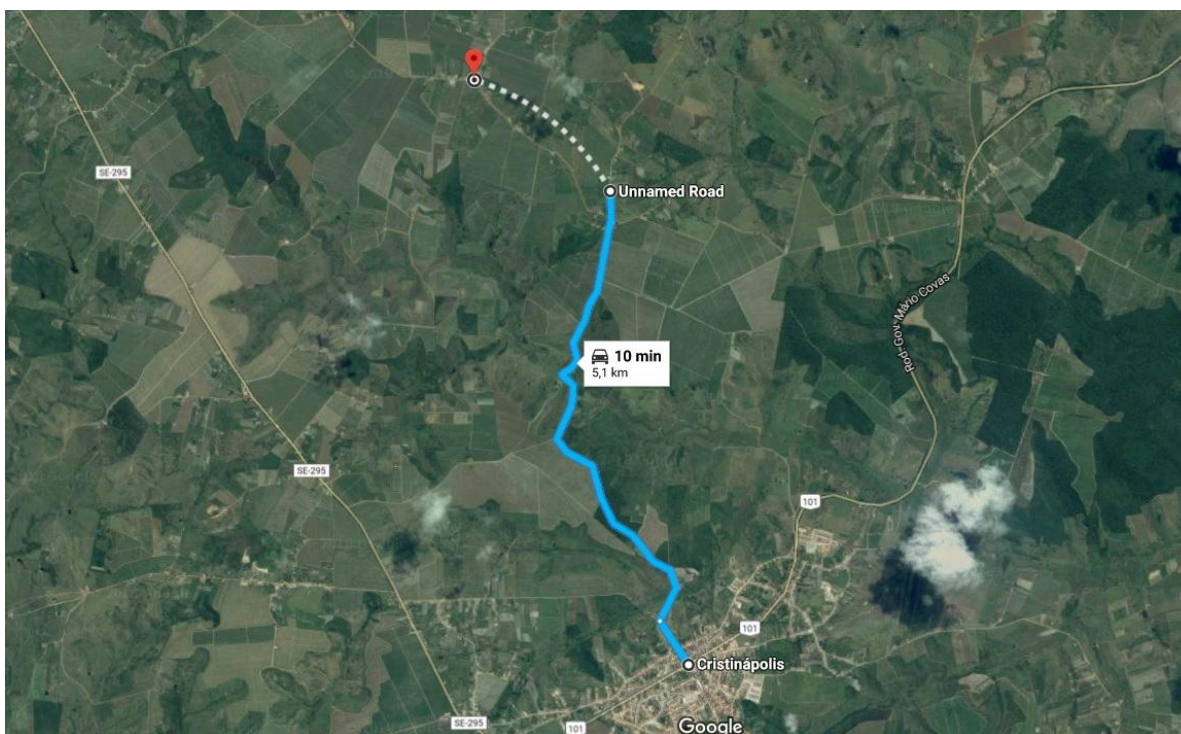 SE-295
Unnamed Road
Rod. Gov. Mário Covas
10 min
5,1 km
SE-295
101
101
Cristinápolis
SE-295
101
Google